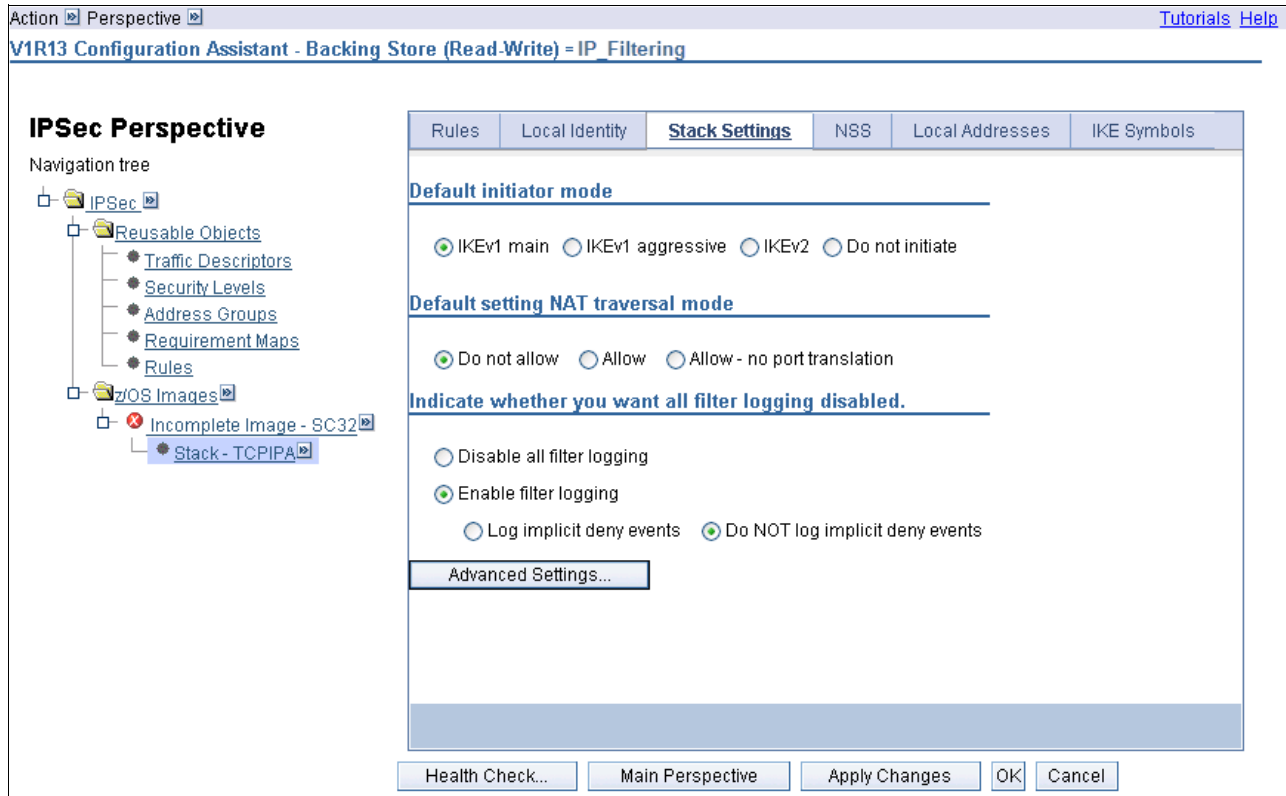 Action Perspective
Tutorials Help
V1R13 Configuration Assistant - Backing Store (Read-Write) = IP_Filtering
IPSec Perspective
Navigation tree
IPSec
Reusable Objects
Traffic Descriptors
Security Levels
Address Groups
Requirement Maps
Rules
z/OS Images
Incomplete Image - SC32
Stack - TCPIPA
Rules Local Identity Stack Settings NSS Local Addresses IKE Symbols
Default initiator mode
IKEv1 main IKEv1 aggressive IKEv2 Do not initiate
Default setting NAT traversal mode
Do not allow Allow Allow - no port translation
Indicate whether you want all filter logging disabled.
Disable all filter logging
Enable filter logging
Log implicit deny events Do NOT log implicit deny events
Advanced Settings...
Health Check... Main Perspective Apply Changes OK Cancel